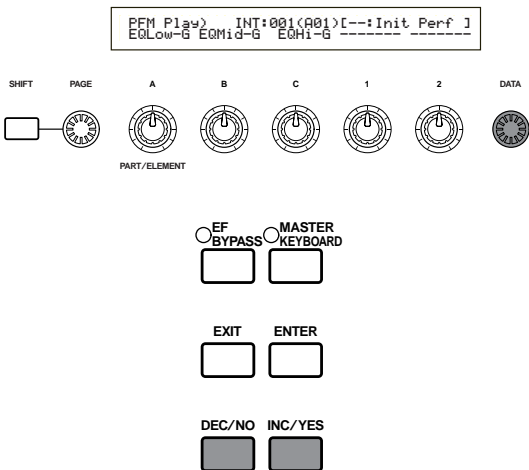 PFM Play) INT:001(A01)[--:Init Perf ]
EQLow-G EQMid-G EQHi-G ------- -------
SHIFT PAGE A B C 1 2 DATA
PART/ELEMENT
EF BYPASS MASTER KEYBOARD
EXIT ENTER
DEC/NO INC/YES